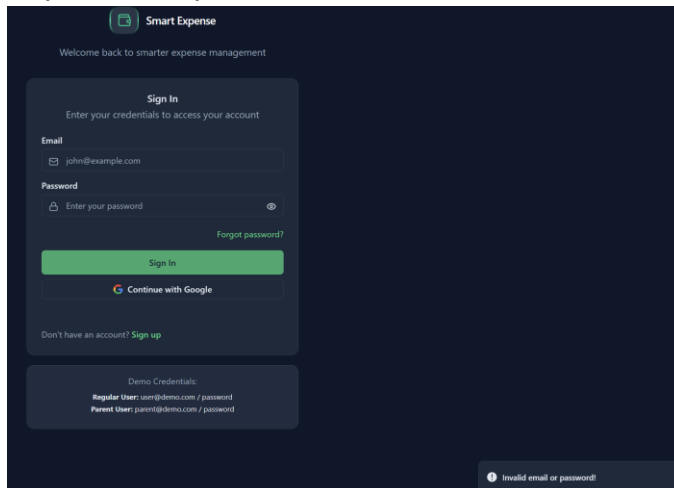 Smart Expense
Welcome back to smarter expense management
Sign In
Enter your credentials to access your account
Email
john@example.com
Password
Enter your password
Forgot password?
Sign In
Continue with Google
Don't have an account? Sign up
Demo Credentials:
Regular User: user@demo.com / password
Parent User: parent@demo.com / password
Invalid email or password!